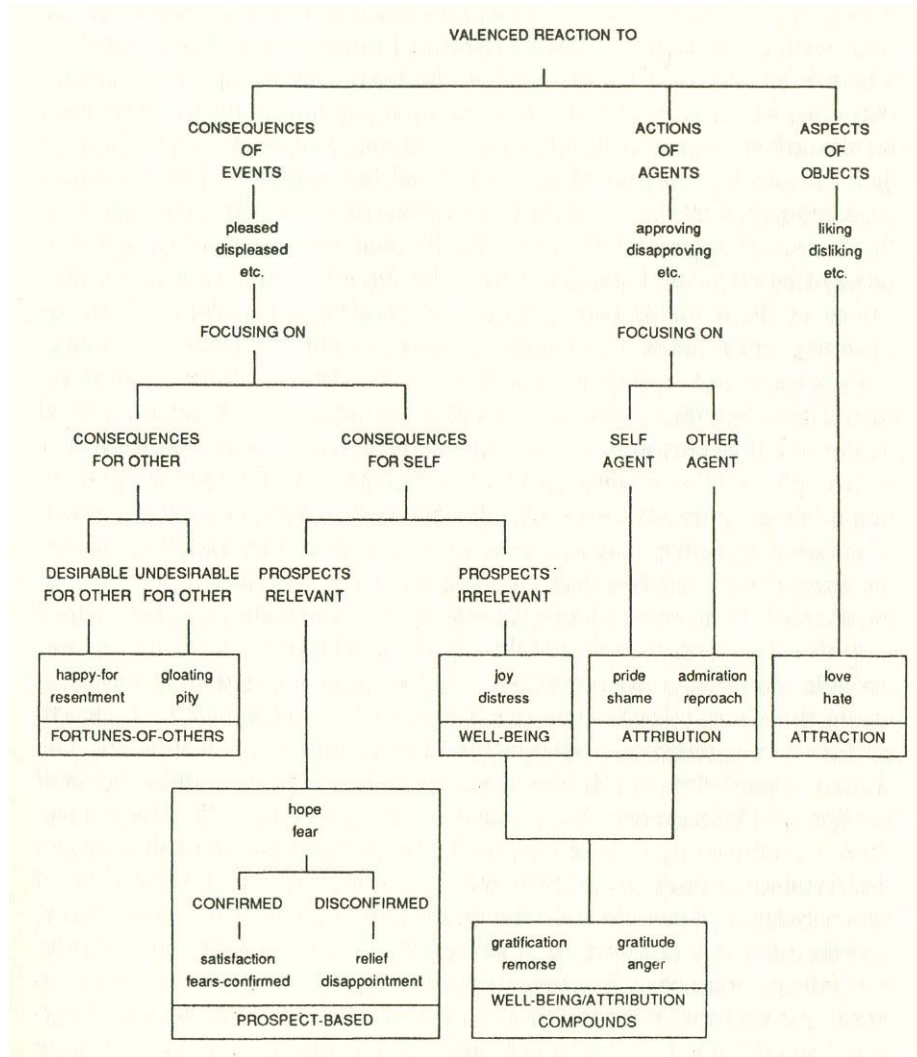 VALENCED REACTION TO
CONSEQUENCES
OF
EVENTS
ACTIONS
OF
AGENTS
ASPECTS
OF
OBJECTS
pleased
displeased
etc.
approving
disapproving
etc.
liking
disliking
etc.
FOCUSING ON
FOCUSING ON
CONSEQUENCES
FOR OTHER
CONSEQUENCES
FOR SELF
SELF
AGENT
OTHER
AGENT
DESIRABLE
FOR OTHER
UNDESIRABLE
FOR OTHER
PROSPECTS
RELEVANT
PROSPECTS
IRRELEVANT
happy-for
resentment
gloating
pity
FORTUNES-OF-OTHERS
joy
distress
WELL-BEING
pride
shame
admiration
reproach
ATTRIBUTION
love
hate
ATTRACTION
hope
fear
CONFIRMED
DISCONFIRMED
satisfaction
fears-confirmed
relief
disappointment
PROSPECT-BASED
gratification
remorse
gratitude
anger
WELL-BEING/ATTRIBUTION
COMPOUNDS